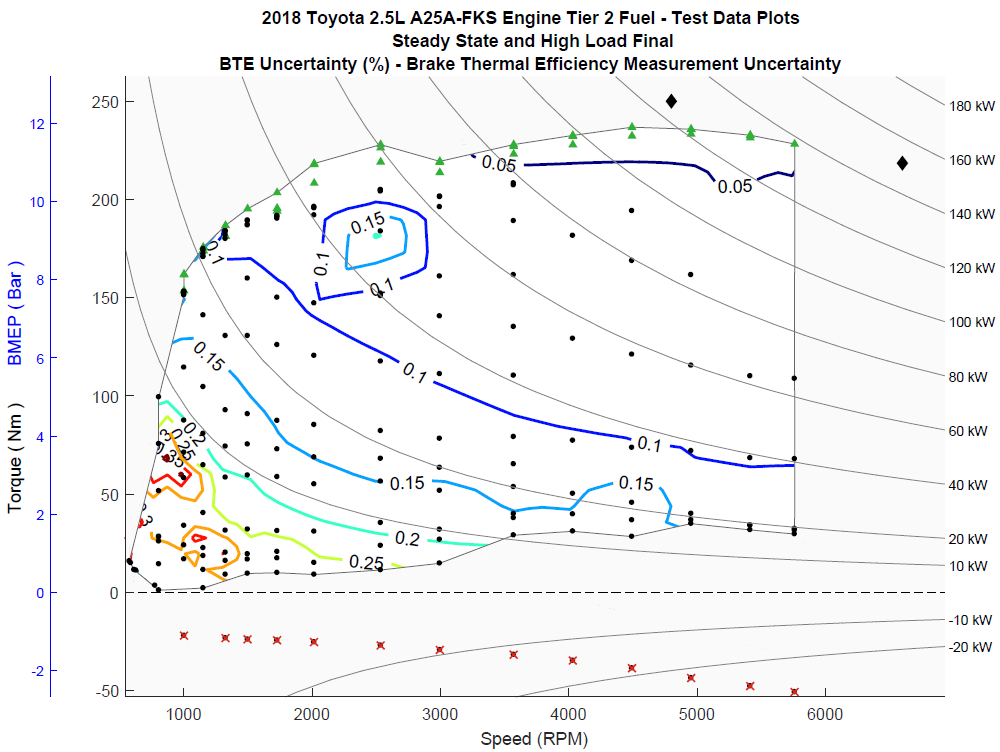 2018 Toyota 2.5L A25A-FKS Engine Tier 2 Fuel - Test Data Plots
Steady State and High Load Final
BTE Uncertainty (%) - Brake Thermal Efficiency Measurement Uncertainty
BMEP ( Bar )
12
10
8
6
4
2
0
-2
Torque ( Nm )
250
200
150
100
50
0
-50
0.05
0.05
0.15
0.1
0.1
0.1
0.15
0.1
0.1
0.2
0.25
0.15
0.15
0.2
0.25
180 kW
160 kW
140 kW
120 kW
100 kW
80 kW
60 kW
40 kW
20 kW
10 kW
-10 kW
-20 kW
1000
2000
3000
4000
5000
6000
Speed (RPM)